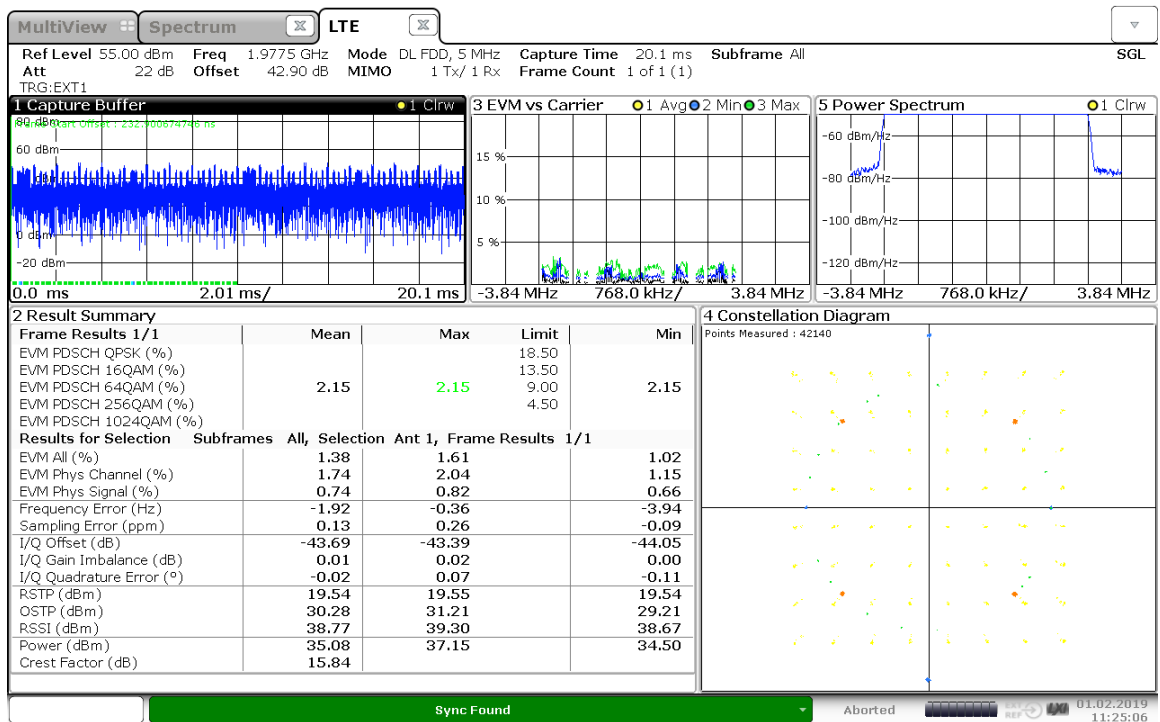 MultiView Spectrum LTE
Ref Level 55.00 dBm Freq 1.9775 GHz Mode DL FDD, 5 MHz Capture Time 20.1 ms Subframe All SGL
Att 22 dB Offset 42.90 dB MIMO 1 Tx/ 1 Rx Frame Count 1 of 1 (1)
TRG:EXT1
1 Capture Buffer 1 Clrw
80 dBm
Frame Start Offset : 232.900674746 ns
60 dBm
0 dBm
-20 dBm
0.0 ms 2.01 ms/ 20.1 ms
3 EVM vs Carrier 1 Avg 2 Min 3 Max
15 %
10 %
5 %
-3.84 MHz 768.0 kHz/ 3.84 MHz
5 Power Spectrum 1 Clrw
-60 dBm/Hz
-80 dBm/Hz
-100 dBm/Hz
-120 dBm/Hz
-3.84 MHz 768.0 kHz/ 3.84 MHz
2 Result Summary
Frame Results 1/1 Mean Max Limit Min
EVM PDSCH QPSK (%) 18.50
EVM PDSCH 16QAM (%) 13.50
EVM PDSCH 64QAM (%) 2.15 2.15 9.00 2.15
EVM PDSCH 256QAM (%) 4.50
EVM PDSCH 1024QAM (%)
Results for Selection Subframes All, Selection Ant 1, Frame Results 1/1
EVM All (%) 1.38 1.61 1.02
EVM Phys Channel (%) 1.74 2.04 1.15
EVM Phys Signal (%) 0.74 0.82 0.66
Frequency Error (Hz) -1.92 -0.36 -3.94
Sampling Error (ppm) 0.13 0.26 -0.09
I/Q Offset (dB) -43.69 -43.39 -44.05
I/Q Gain Imbalance (dB) 0.01 0.02 0.00
I/Q Quadrature Error (°) -0.02 0.07 -0.11
RSTP (dBm) 19.54 19.55 19.54
OSTP (dBm) 30.28 31.21 29.21
RSSI (dBm) 38.77 39.30 38.67
Power (dBm) 35.08 37.15 34.50
Crest Factor (dB) 15.84
4 Constellation Diagram
Points Measured : 42140
Sync Found Aborted EXT REF 01.02.2019
11:25:06